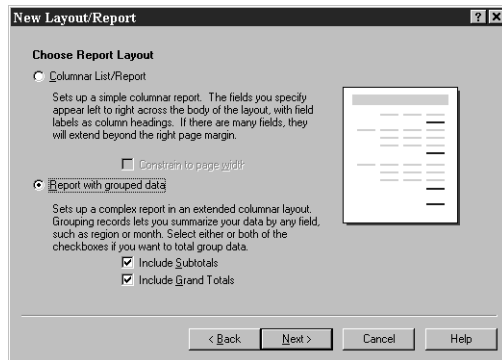 New Layout/Report
Choose Report Layout
Columnar List/Report
Sets up a simple columnar report. The fields you specify
appear left to right across the body of the layout, with field
labels as column headings. If there are many fields, they
will extend beyond the right page margin.
Constrain to page width
Report with grouped data
Sets up a complex report in an extended columnar layout.
Grouping records lets you summarize your data by any field,
such as region or month. Select either or both of the
checkboxes if you want to total group data.
Include Subtotals
Include Grand Totals
< Back Next > Cancel Help